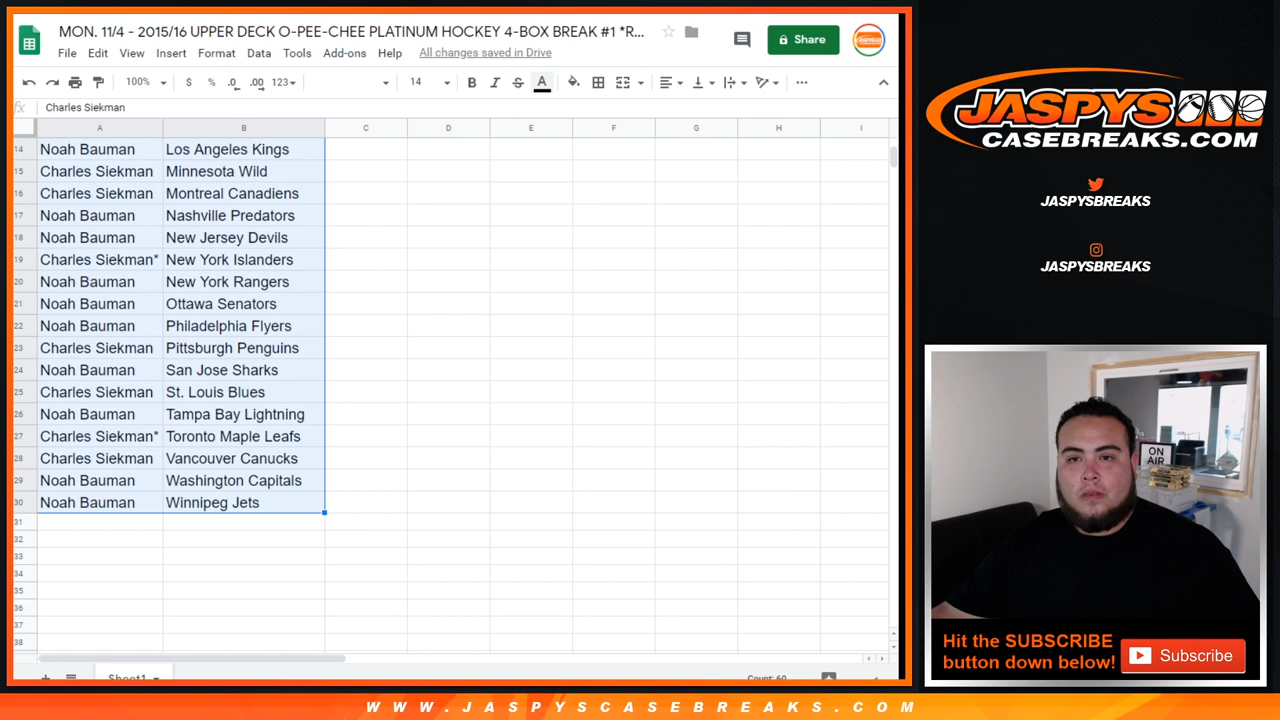 MON. 11/4 - 2015/16 UPPER DECK O-PEE-CHEE PLATINUM HOCKEY 4-BOX BREAK #1 *R...
File Edit View Insert Format Data Tools Add-ons Help All changes saved in Drive
Share
100% $ % .0 .00 123 14 B I S A
fx Charles Siekman
A B C D E F G H I
14 Noah Bauman Los Angeles Kings
15 Charles Siekman Minnesota Wild
16 Charles Siekman Montreal Canadiens
17 Noah Bauman Nashville Predators
18 Noah Bauman New Jersey Devils
19 Charles Siekman* New York Islanders
20 Noah Bauman New York Rangers
21 Noah Bauman Ottawa Senators
22 Noah Bauman Philadelphia Flyers
23 Charles Siekman Pittsburgh Penguins
24 Noah Bauman San Jose Sharks
25 Charles Siekman St. Louis Blues
26 Noah Bauman Tampa Bay Lightning
27 Charles Siekman* Toronto Maple Leafs
28 Charles Siekman Vancouver Canucks
29 Noah Bauman Washington Capitals
30 Noah Bauman Winnipeg Jets
31
32
33
34
35
36
37
38
Sheet1 Count: 60
JASPYS
CASEBREAKS.COM
JASPYSBREAKS
JASPYSBREAKS
ON
AIR
Hit the SUBSCRIBE
button down below!
Subscribe
WWW.JASPYSCASEBREAKS.COM